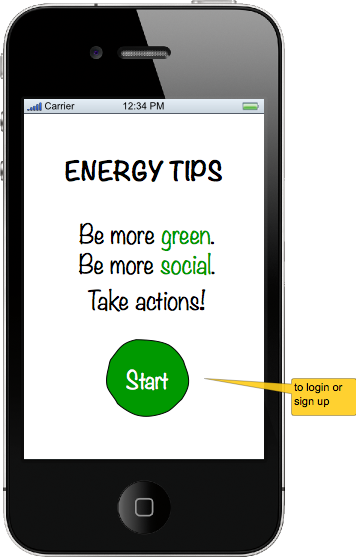 Carrier 12:34 PM
ENERGY TIPS
Be more green.
Be more social.
Take actions!
Start
to login or
sign up